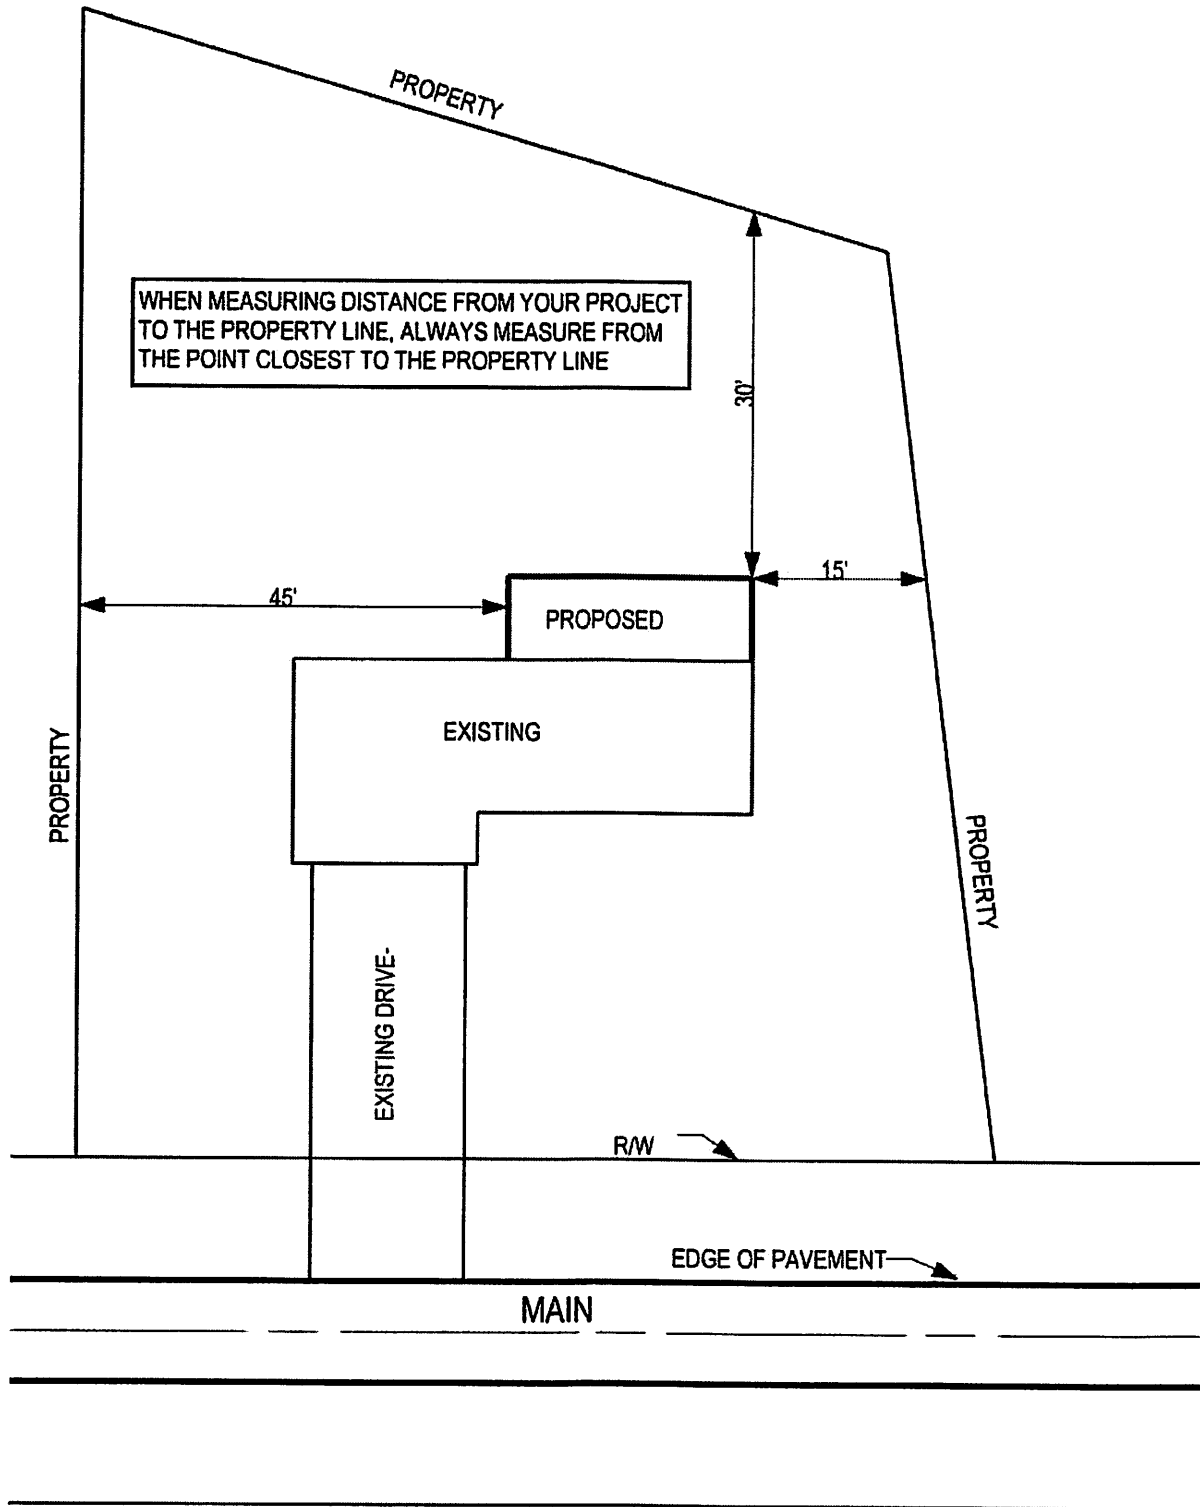 PROPERTY
WHEN MEASURING DISTANCE FROM YOUR PROJECT
TO THE PROPERTY LINE, ALWAYS MEASURE FROM
THE POINT CLOSEST TO THE PROPERTY LINE
30'
15'
45'
PROPOSED
EXISTING
PROPERTY
PROPERTY
EXISTING DRIVE-
R/W
EDGE OF PAVEMENT
MAIN